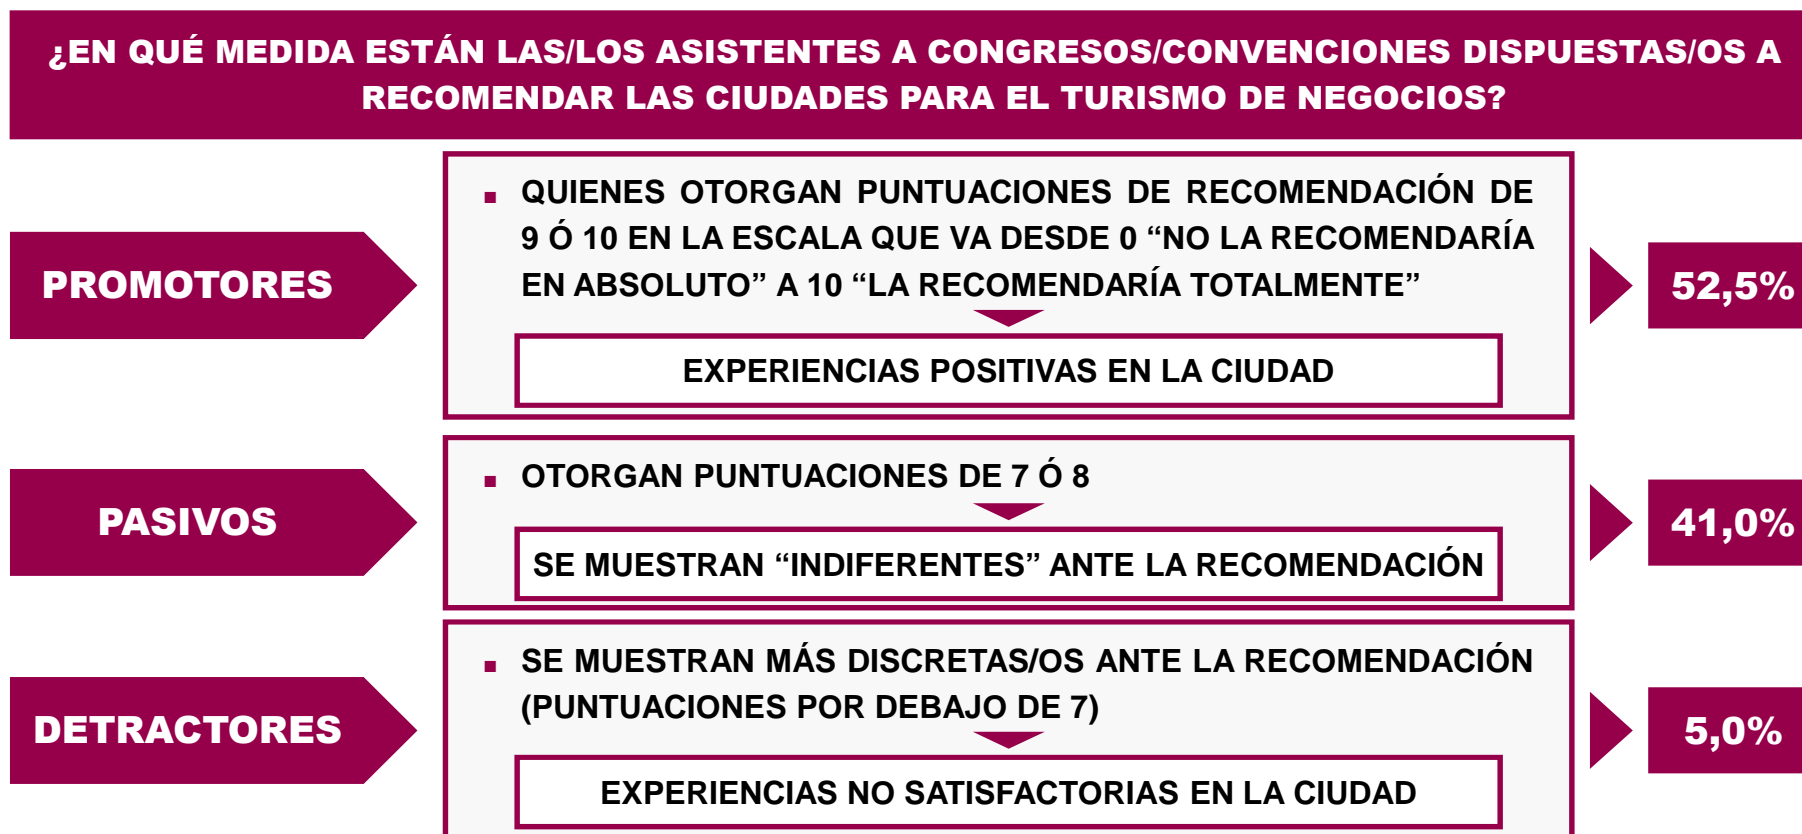 ¿EN QUÉ MEDIDA ESTÁN LAS/LOS ASISTENTES A CONGRESOS/CONVENCIONES DISPUESTAS/OS A
RECOMENDAR LAS CIUDADES PARA EL TURISMO DE NEGOCIOS?
PROMOTORES
QUIENES OTORGAN PUNTUACIONES DE RECOMENDACIÓN DE
9 Ó 10 EN LA ESCALA QUE VA DESDE 0 “NO LA RECOMENDARÍA
EN ABSOLUTO” A 10 “LA RECOMENDARÍA TOTALMENTE”
EXPERIENCIAS POSITIVAS EN LA CIUDAD
52,5%
PASIVOS
OTORGAN PUNTUACIONES DE 7 Ó 8
SE MUESTRAN “INDIFERENTES” ANTE LA RECOMENDACIÓN
41,0%
DETRACTORES
SE MUESTRAN MÁS DISCRETAS/OS ANTE LA RECOMENDACIÓN
(PUNTUACIONES POR DEBAJO DE 7)
EXPERIENCIAS NO SATISFACTORIAS EN LA CIUDAD
5,0%